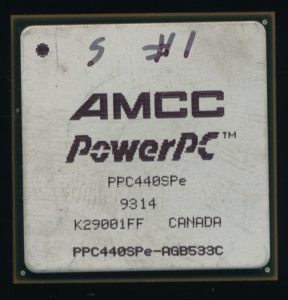 S #1
AMCC
PowerPC™
PPC440SPe
9314
K29001FF CANADA
PPC440SPe-AGB533C